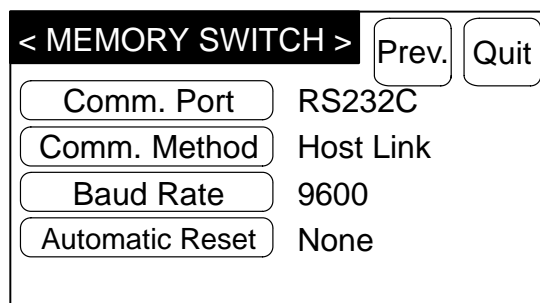 < MEMORY SWITCH > Prev. Quit
Comm. Port RS232C
Comm. Method Host Link
Baud Rate 9600
Automatic Reset None